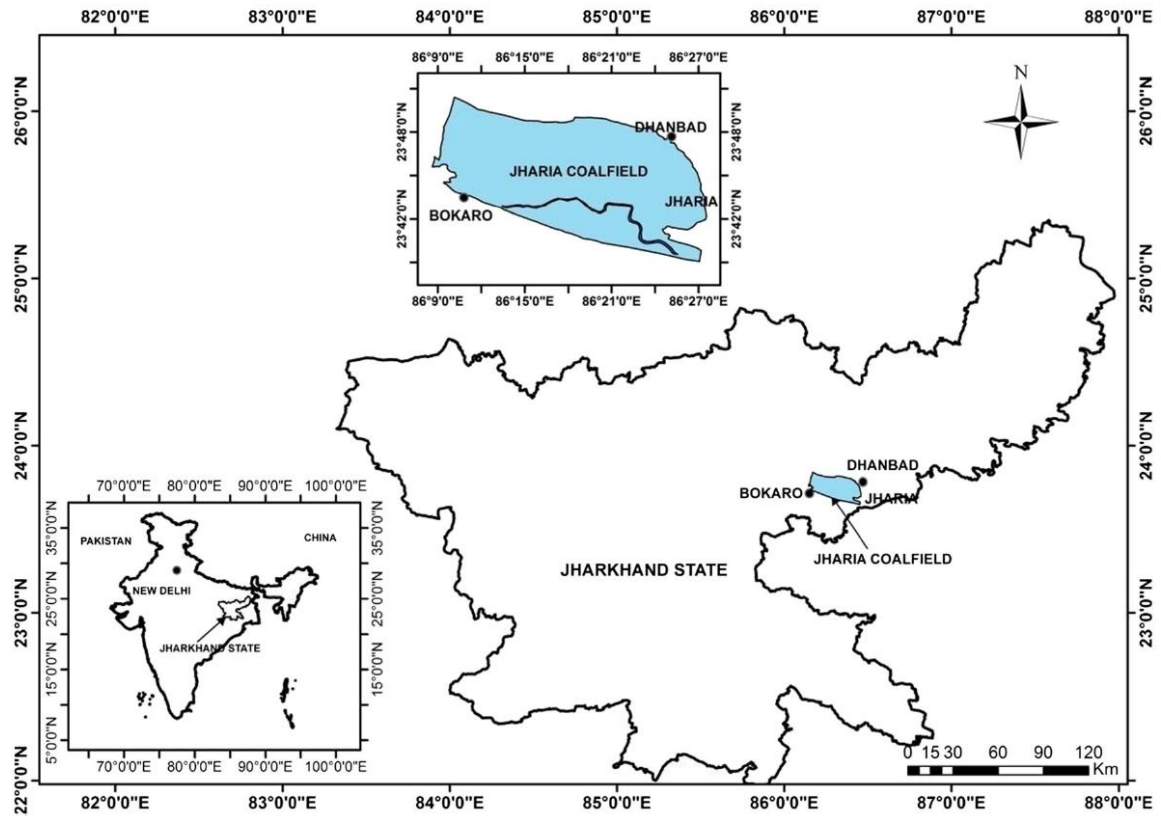 82°0'0"E 83°0'0"E 84°0'0"E 85°0'0"E 86°0'0"E 87°0'0"E 88°0'0"E
86°9'0"E 86°15'0"E 86°21'0"E 86°27'0"E
N
26°0'0"N
26°0'0"N
23°48'0"N
23°48'0"N
DHANBAD
JHARIA COALFIELD
JHARIA
BOKARO
23°42'0"N
23°42'0"N
86°9'0"E 86°15'0"E 86°21'0"E 86°27'0"E
25°0'0"N
25°0'0"N
24°0'0"N
24°0'0"N
DHANBAD
BOKARO
JHARIA
JHARIA COALFIELD
JHARKHAND STATE
70°0'0"E 80°0'0"E 90°0'0"E 100°0'0"E
35°0'0"N
35°0'0"N
PAKISTAN
CHINA
NEW DELHI
25°0'0"N
25°0'0"N
JHARKHAND STATE
15°0'0"N
15°0'0"N
5°0'0"N
5°0'0"N
70°0'0"E 80°0'0"E 90°0'0"E 100°0'0"E
23°0'0"N
23°0'0"N
0 15 30 60 90 120
Km
22°0'0"N
22°0'0"N
82°0'0"E 83°0'0"E 84°0'0"E 85°0'0"E 86°0'0"E 87°0'0"E 88°0'0"E